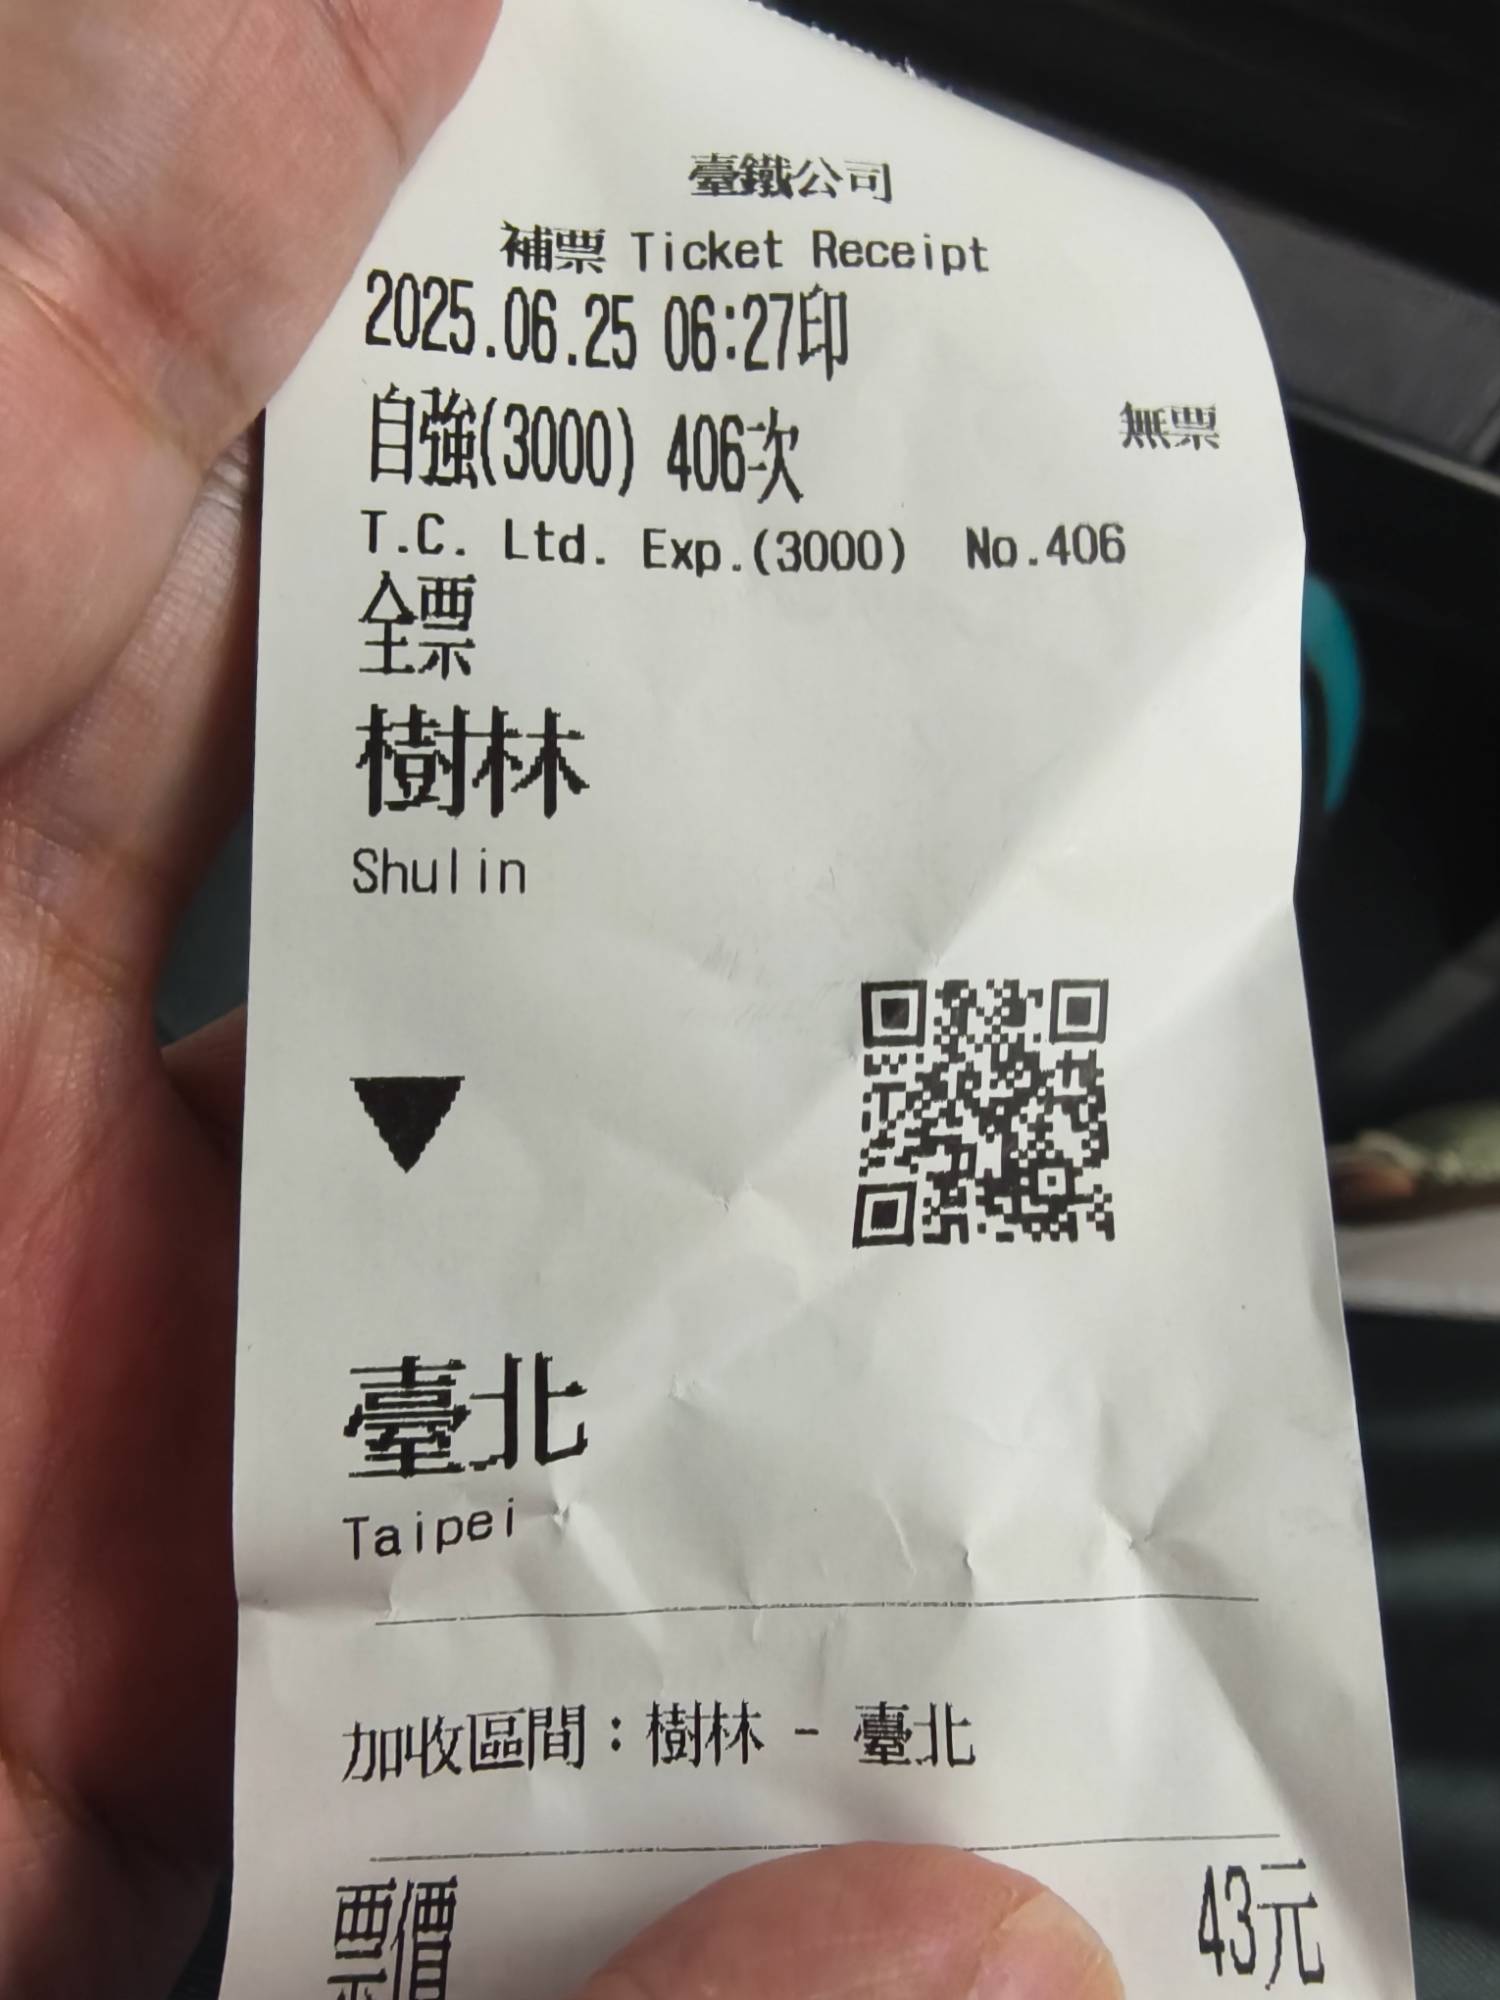 臺鐵公司
補票 Ticket Receipt
2025.06.25 06:27印
自強(3000) 406次 無票
T.C. Ltd. Exp.(3000) No.406
全票
樹林
Shulin
臺北
Taipei
加收區間：樹林 - 臺北
票價 43元